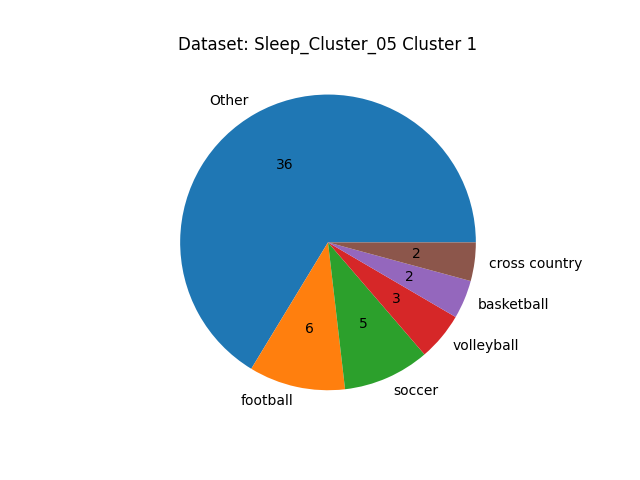 Dataset: Sleep_Cluster_05 Cluster 1
Other
36
2
cross country
2
basketball
3
volleyball
5
soccer
6
football